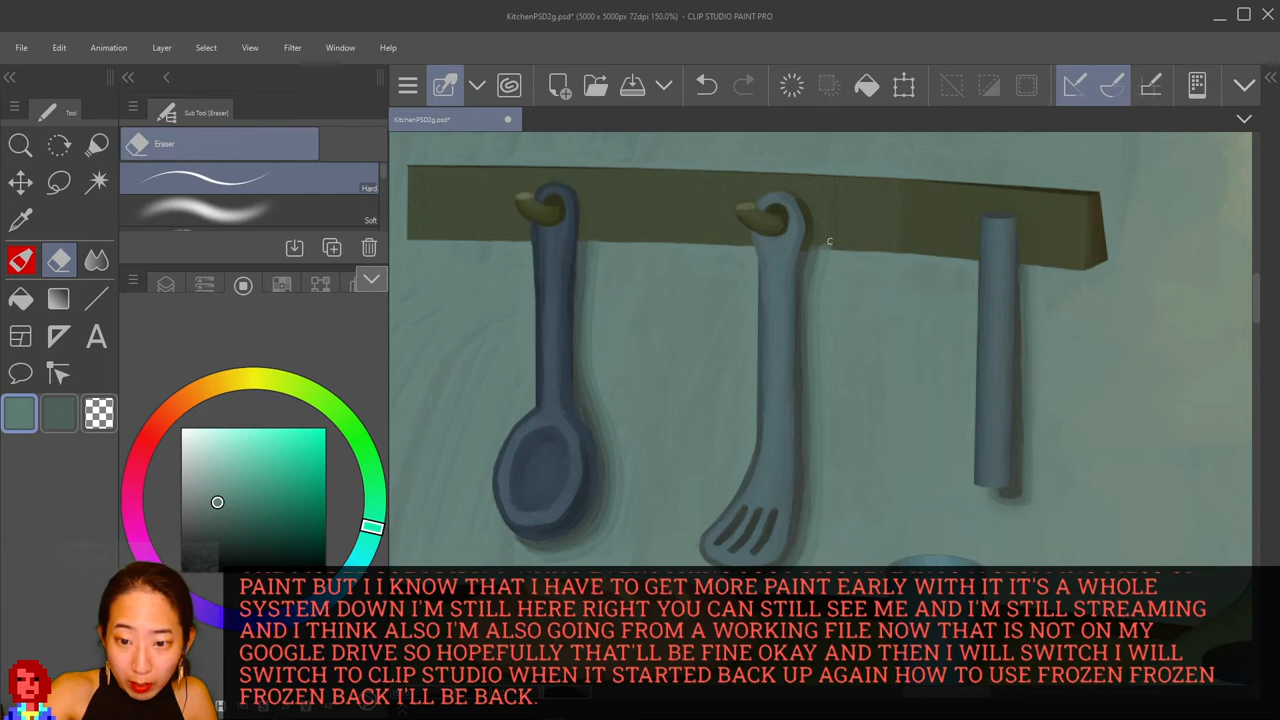 KitchenPSD2g.psd* (5000 x 5000px 72dpi 150.0%) - CLIP STUDIO PAINT PRO
File Edit Animation Layer Select View Filter Window Help
Tool
Sub Tool [Eraser]
KitchenPSD2g.psd*
Eraser
Hard
Soft
PAINT BUT I I KNOW THAT I HAVE TO GET MORE PAINT EARLY WITH IT IT'S A WHOLE
SYSTEM DOWN I'M STILL HERE RIGHT YOU CAN STILL SEE ME AND I'M STILL STREAMING
AND I THINK ALSO I'M ALSO GOING FROM A WORKING FILE NOW THAT IS NOT ON MY
GOOGLE DRIVE SO HOPEFULLY THAT'LL BE FINE OKAY AND THEN I WILL SWITCH I WILL
SWITCH TO CLIP STUDIO WHEN IT STARTED BACK UP AGAIN HOW TO USE FROZEN FROZEN
FROZEN BACK I'LL BE BACK.